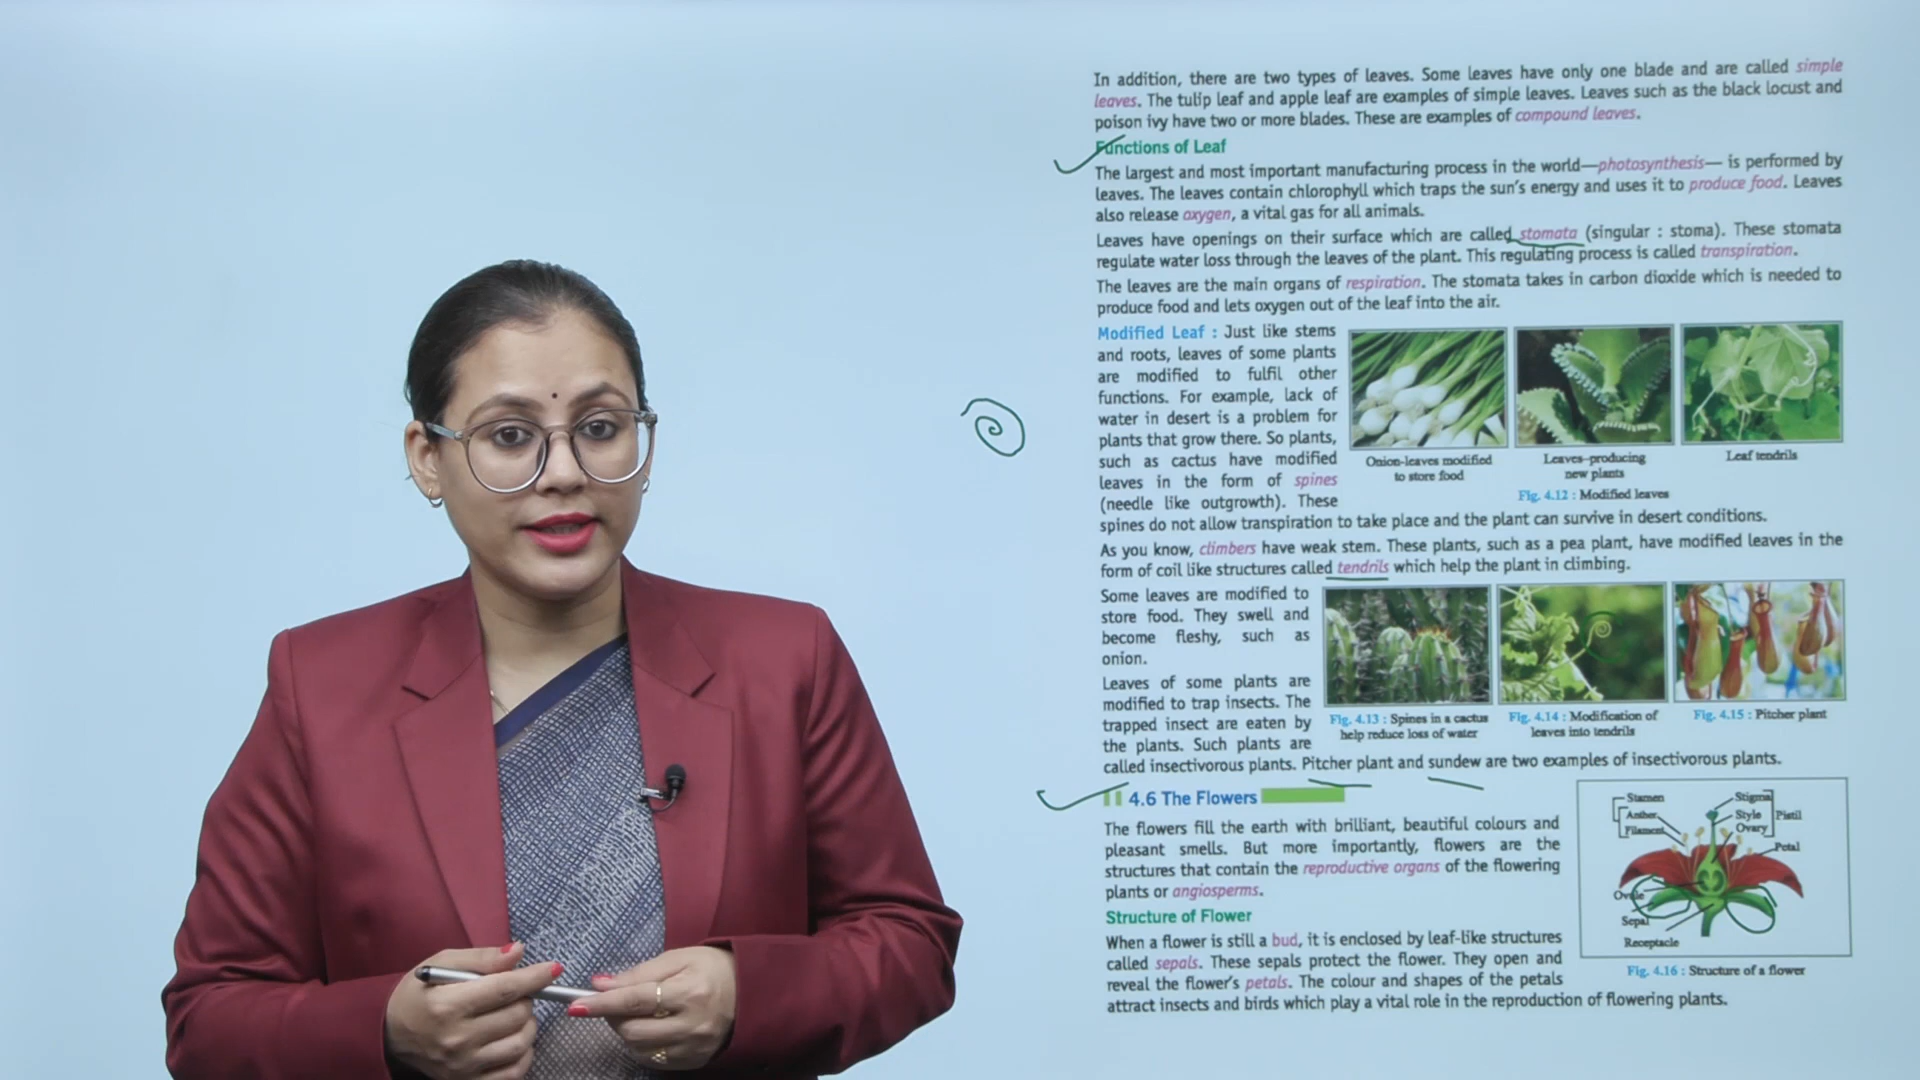 In addition, there are two types of leaves. Some leaves have only one blade and are called simple
leaves. The tulip leaf and apple leaf are examples of simple leaves. Leaves such as the black locust and
poison ivy have two or more blades. These are examples of compound leaves.
Functions of Leaf
The largest and most important manufacturing process in the world—photosynthesis— is performed by
leaves. The leaves contain chlorophyll which traps the sun's energy and uses it to produce food. Leaves
also release oxygen, a vital gas for all animals.
Leaves have openings on their surface which are called stomata (singular : stoma). These stomata
regulate water loss through the leaves of the plant. This regulating process is called transpiration.
The leaves are the main organs of respiration. The stomata takes in carbon dioxide which is needed to
produce food and lets oxygen out of the leaf into the air.
Modified Leaf : Just like stems
and roots, leaves of some plants
are modified to fulfil other
functions. For example, lack of
water in desert is a problem for
plants that grow there. So plants,
such as cactus have modified
leaves in the form of spines
(needle like outgrowth). These
spines do not allow transpiration to take place and the plant can survive in desert conditions.
Onion-leaves modified
to store food
Leaves-producing
new plants
Leaf tendrils
Fig. 4.12 : Modified leaves
As you know, climbers have weak stem. These plants, such as a pea plant, have modified leaves in the
form of coil like structures called tendrils which help the plant in climbing.
Some leaves are modified to
store food. They swell and
become fleshy, such as
onion.
Leaves of some plants are
modified to trap insects. The
trapped insect are eaten by
the plants. Such plants are
called insectivorous plants. Pitcher plant and sundew are two examples of insectivorous plants.
Fig. 4.13 : Spines in a cactus
help reduce loss of water
Fig. 4.14 : Modification of
leaves into tendrils
Fig. 4.15 : Pitcher plant
4.6 The Flowers
The flowers fill the earth with brilliant, beautiful colours and
pleasant smells. But more importantly, flowers are the
structures that contain the reproductive organs of the flowering
plants or angiosperms.
Structure of Flower
When a flower is still a bud, it is enclosed by leaf-like structures
called sepals. These sepals protect the flower. They open and
reveal the flower's petals. The colour and shapes of the petals
attract insects and birds which play a vital role in the reproduction of flowering plants.
Stamen
Anther
Filament
Stigma
Style
Ovary
Pistil
Petal
Ovule
Sepal
Receptacle
Fig. 4.16 : Structure of a flower